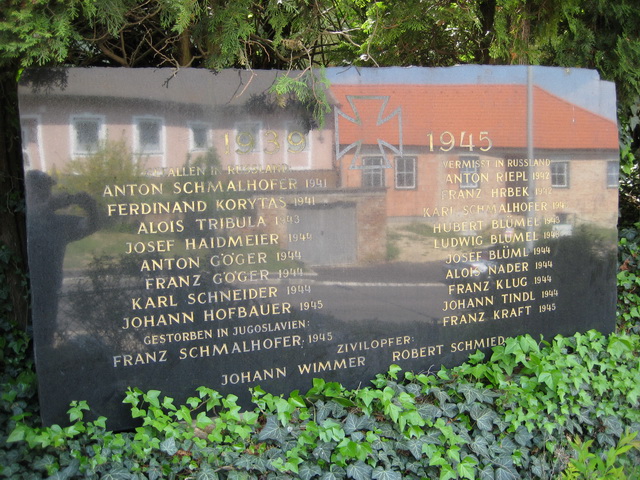 1939 1945
GEFALLEN IN RUSSLAND
ANTON SCHMALHOFER 1941
FERDINAND KORYTAS 1941
ALOIS TRIBULA 1943
JOSEF HAIDMEIER 1944
ANTON GÖGER 1944
FRANZ GÖGER 1944
KARL SCHNEIDER 1944
JOHANN HOFBAUER 1945
GESTORBEN IN JUGOSLAVIEN:
FRANZ SCHMALHOFER: 1945
VERMISST IN RUSSLAND
ANTON RIEPL 1942
FRANZ HRBEK 1942
KARL SCHMALHOFER
HUBERT BLÜMEL 1943
LUDWIG BLÜMEL
JOSEF BLÜML 1944
ALOIS NADER 1944
FRANZ KLUG 1944
JOHANN TINDL 1944
FRANZ KRAFT 1945
ZIVILOPFER:
JOHANN WIMMER ROBERT SCHMIED